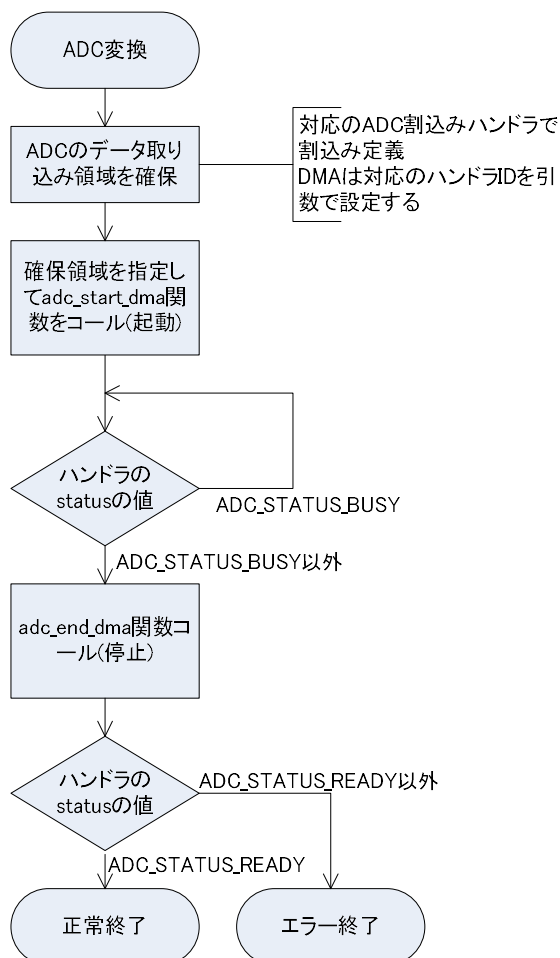 ADC変換
ADCのデータ取り
込み領域を確保
対応のADC割込みハンドラで
割込み定義
DMAは対応のハンドラIDを引
数で設定する
確保領域を指定し
てadc_start_dma関
数をコール(起動)
ハンドラの
statusの値
ADC_STATUS_BUSY
ADC_STATUS_BUSY以外
adc_end_dma関数コ
ール(停止)
ハンドラの
statusの値
ADC_STATUS_READY以外
ADC_STATUS_READY
正常終了
エラー終了